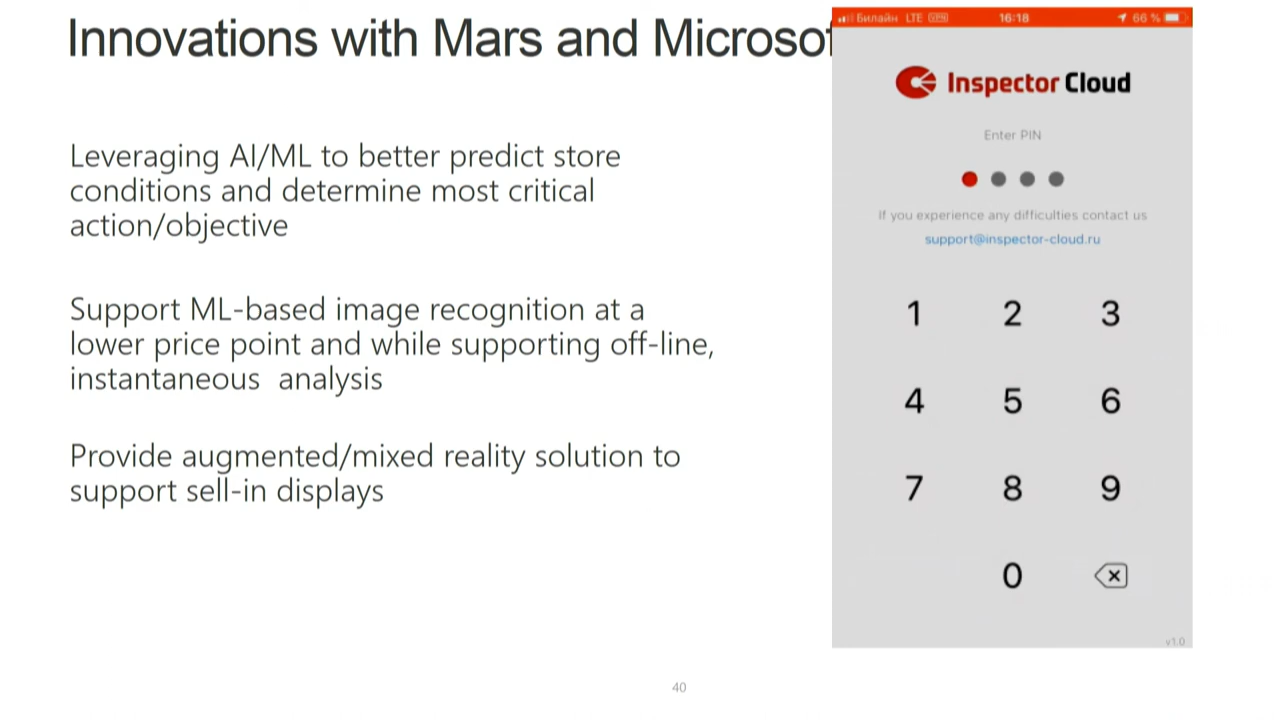 Innovations with Mars and Microsof
Leveraging AI/ML to better predict store
conditions and determine most critical
action/objective
Support ML-based image recognition at a
lower price point and while supporting off-line,
instantaneous analysis
Provide augmented/mixed reality solution to
support sell-in displays
40
Билайн LTE VPN 16:18 66 %
Inspector Cloud
Enter PIN
If you experience any difficulties contact us
support@inspector-cloud.ru
1 2 3
4 5 6
7 8 9
0
v1.0